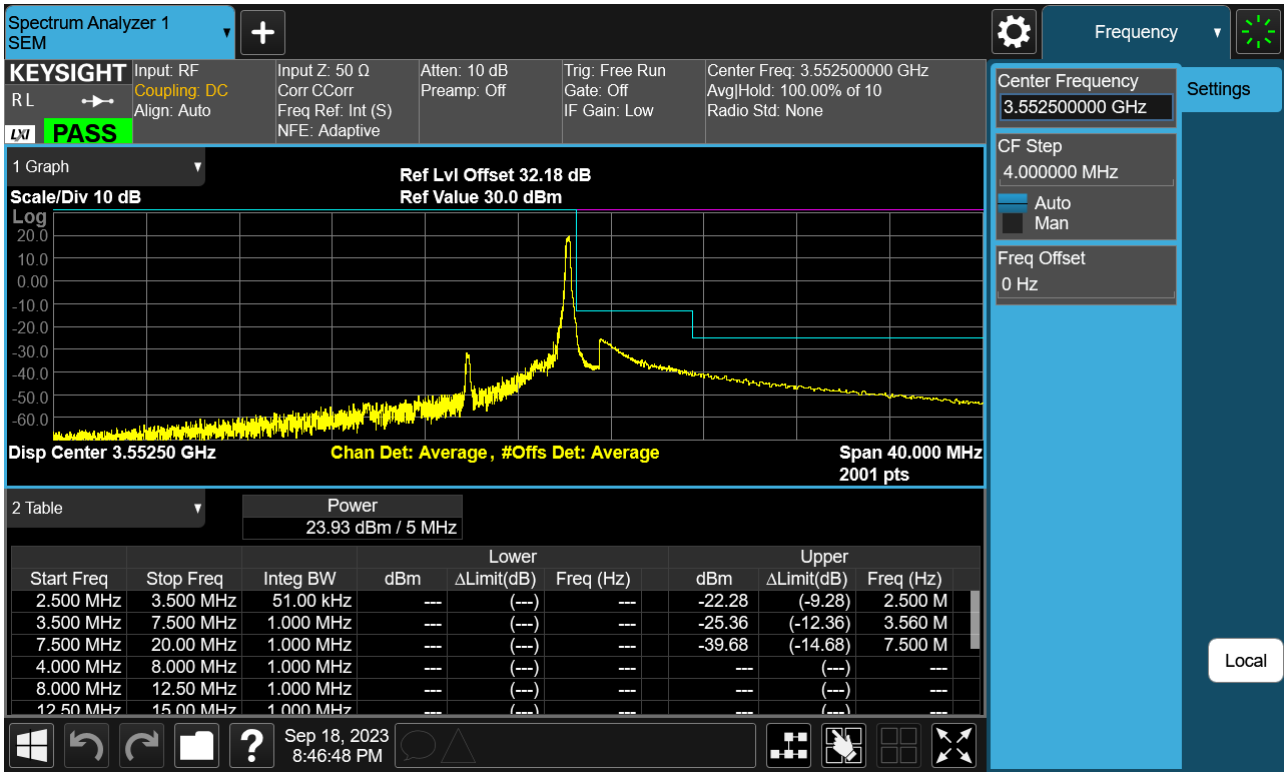 Spectrum Analyzer 1
SEM
Frequency
KEYSIGHT
R L
LXI
PASS
Input: RF
Coupling: DC
Align: Auto
Input Z: 50 Ω
Corr CCorr
Freq Ref: Int (S)
NFE: Adaptive
Atten: 10 dB
Preamp: Off
Trig: Free Run
Gate: Off
IF Gain: Low
Center Freq: 3.552500000 GHz
Avg|Hold: 100.00% of 10
Radio Std: None
Center Frequency
3.552500000 GHz
Settings
CF Step
4.000000 MHz
Auto
Man
Freq Offset
0 Hz
1 Graph
Scale/Div 10 dB
Ref Lvl Offset 32.18 dB
Ref Value 30.0 dBm
Log
20.0
10.0
0.00
-10.0
-20.0
-30.0
-40.0
-50.0
-60.0
Disp Center 3.55250 GHz
Chan Det: Average, #Offs Det: Average
Span 40.000 MHz
2001 pts
2 Table
Power
23.93 dBm / 5 MHz
Lower Upper
Start Freq Stop Freq Integ BW dBm ΔLimit(dB) Freq (Hz) dBm ΔLimit(dB) Freq (Hz)
2.500 MHz 3.500 MHz 51.00 kHz --- (---) --- -22.28 (-9.28) 2.500 M
3.500 MHz 7.500 MHz 1.000 MHz --- (---) --- -25.36 (-12.36) 3.560 M
7.500 MHz 20.00 MHz 1.000 MHz --- (---) --- -39.68 (-14.68) 7.500 M
4.000 MHz 8.000 MHz 1.000 MHz --- (---) --- --- (---) ---
8.000 MHz 12.50 MHz 1.000 MHz --- (---) --- --- (---) ---
12.50 MHz 15.00 MHz 1.000 MHz --- (---) --- --- (---) ---
Local
?
Sep 18, 2023
8:46:48 PM